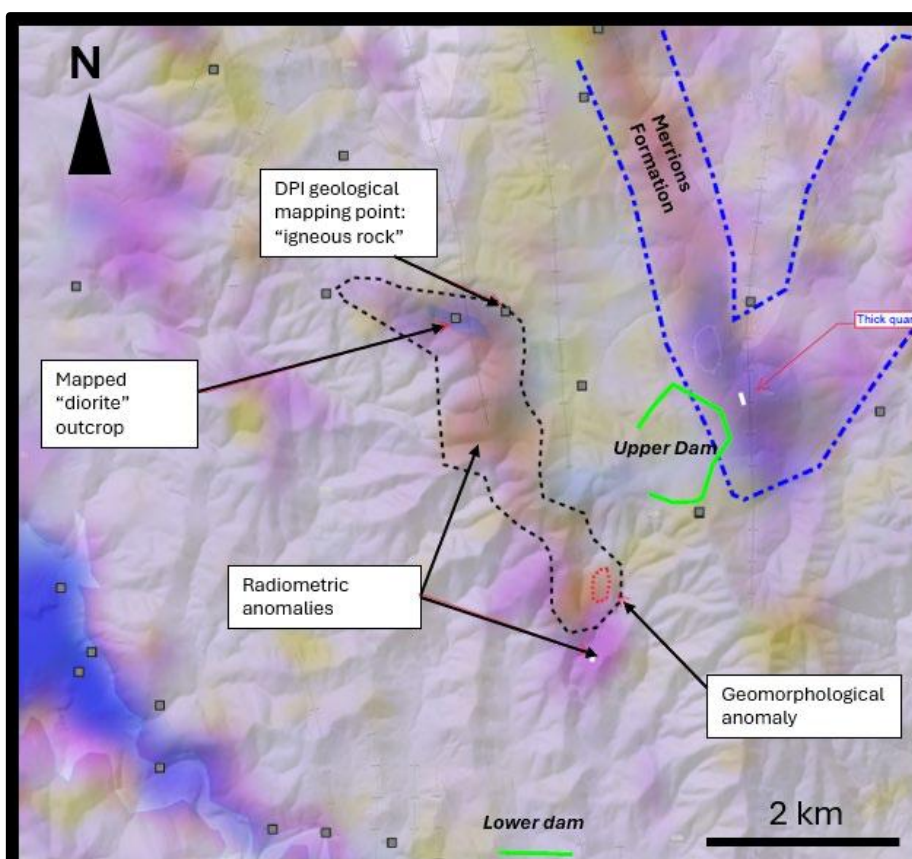 N
Merrions
Formation
DPI geological
mapping point:
“igneous rock”
Thick quar
Mapped
“diorite”
outcrop
Upper Dam
Radiometric
anomalies
Geomorphological
anomaly
Lower dam
2 km